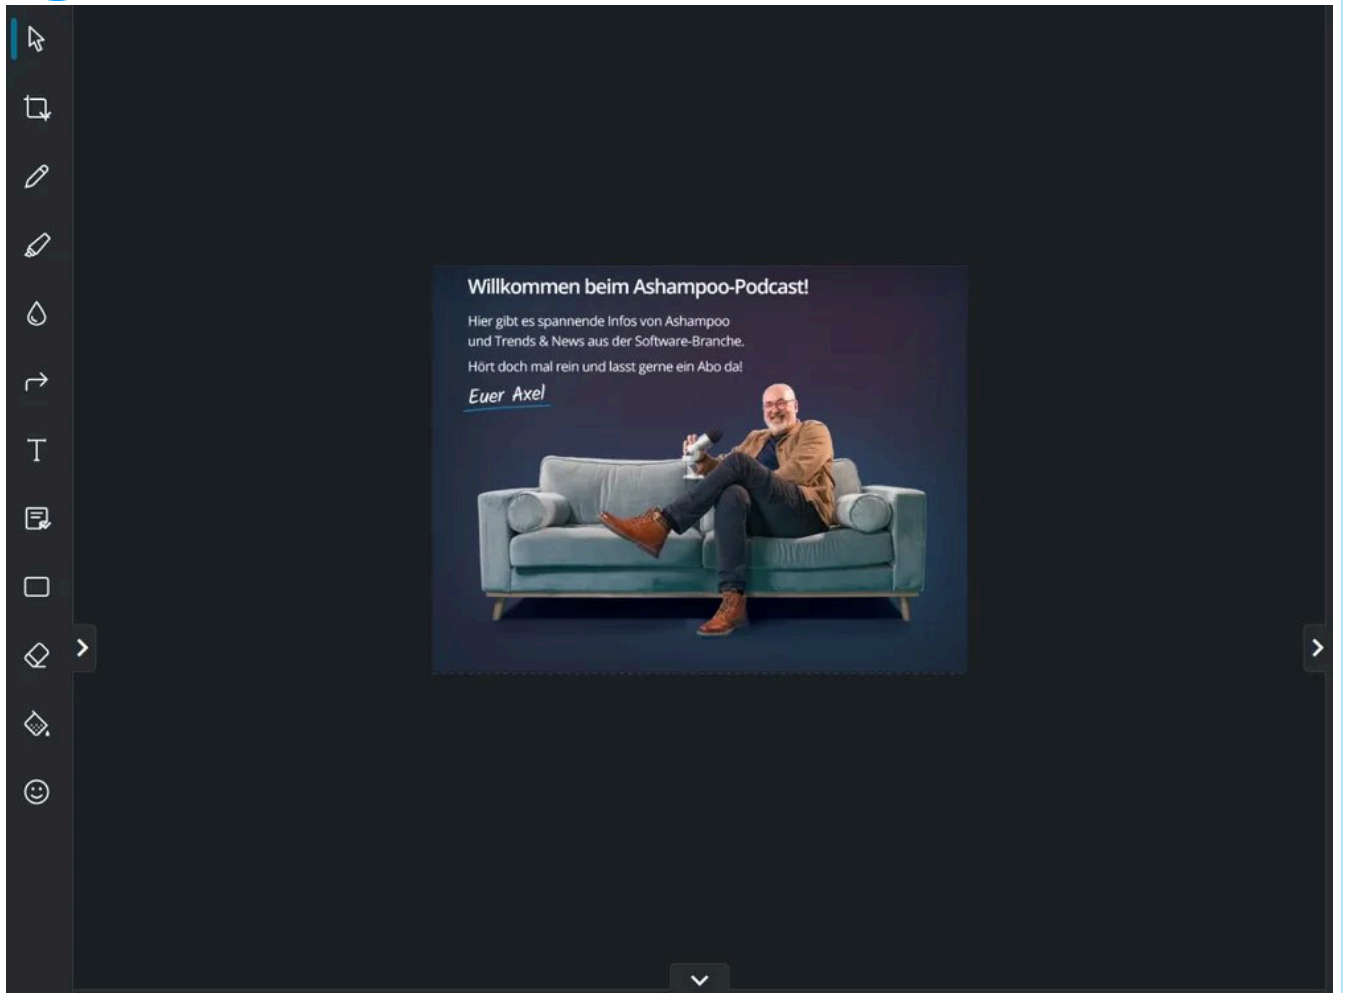 Willkommen beim Ashampoo-Podcast!
Hier gibt es spannende Infos von Ashampoo
und Trends & News aus der Software-Branche.
Hört doch mal rein und lasst gerne ein Abo da!
Euer Axel